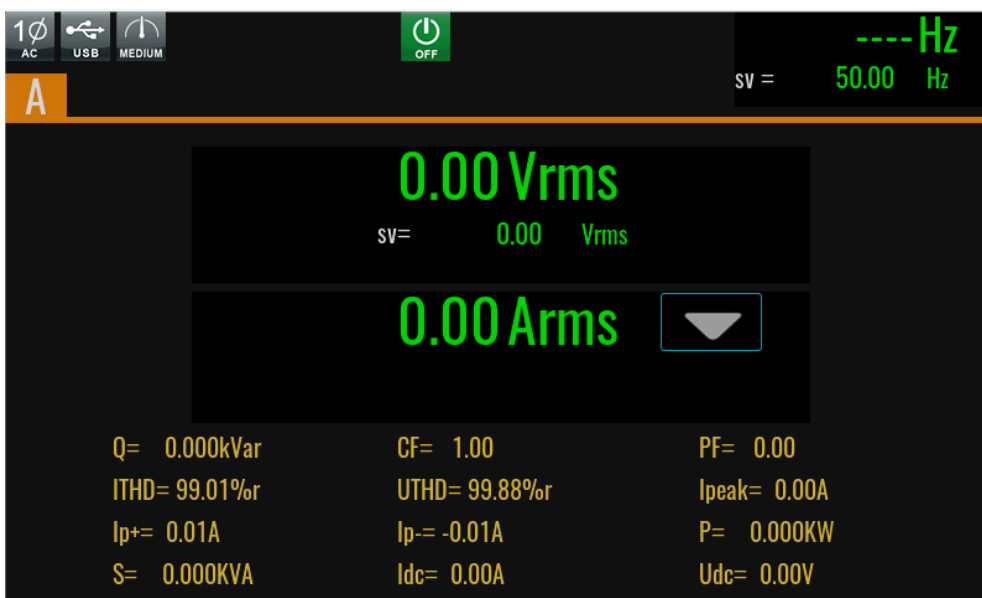 1Ø ----Hz
AC USB MEDIUM OFF
sv = 50.00 Hz
A
0.00 Vrms
sv= 0.00 Vrms
0.00 Arms
Q= 0.000kVar CF= 1.00 PF= 0.00
ITHD= 99.01%r UTHD= 99.88%r Ipeak= 0.00A
Ip+= 0.01A Ip-= -0.01A P= 0.000KW
S= 0.000KVA Idc= 0.00A Udc= 0.00V